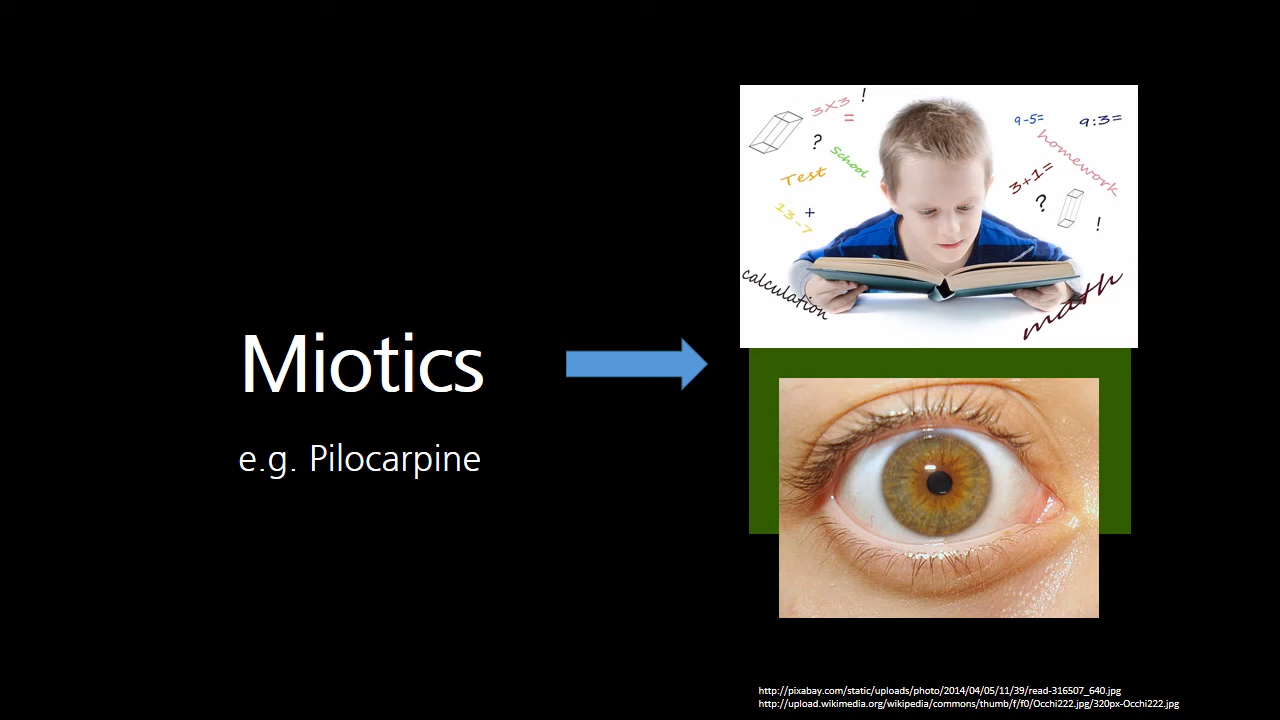 3x3
=
!
?
School
Test
13-7
+
calculation
9-5=
9:3=
homework
3+1=
?
!
math
Miotics
e.g. Pilocarpine
http://pixabay.com/static/uploads/photo/2014/04/05/11/39/read-316507_640.jpg
http://upload.wikimedia.org/wikipedia/commons/thumb/f/f0/Occhi222.jpg/320px-Occhi222.jpg